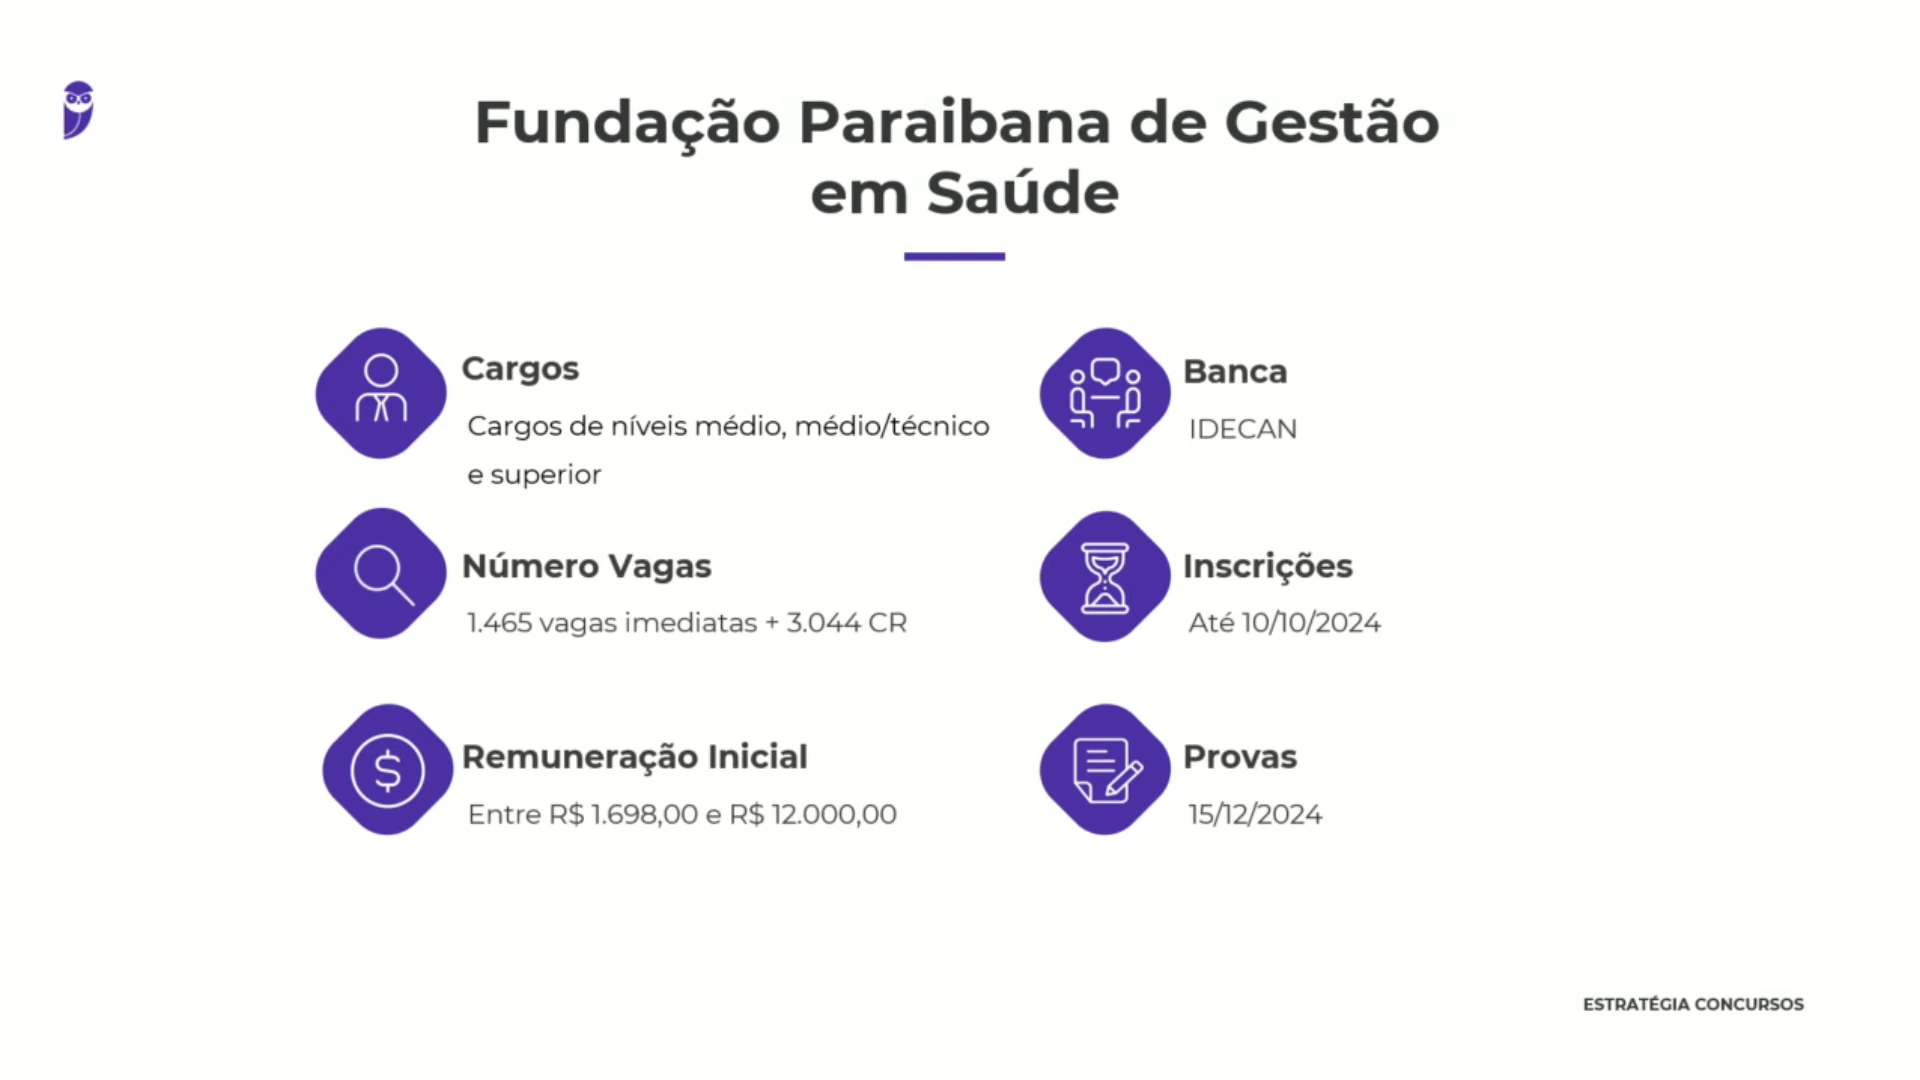 Fundação Paraibana de Gestão
em Saúde
Cargos
Cargos de níveis médio, médio/técnico
e superior
Banca
IDECAN
Número Vagas
1.465 vagas imediatas + 3.044 CR
Inscrições
Até 10/10/2024
Remuneração Inicial
Entre R$ 1.698,00 e R$ 12.000,00
Provas
15/12/2024
ESTRATÉGIA CONCURSOS